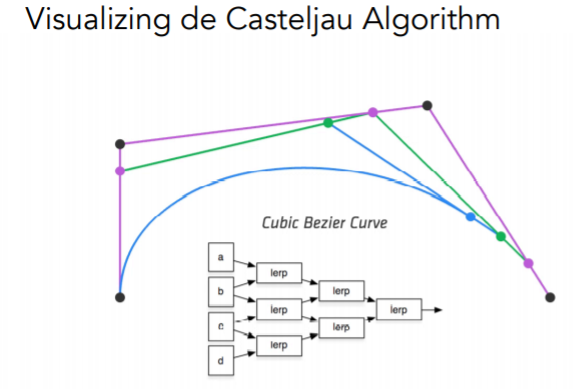 Visualizing de Casteljau Algorithm
Cubic Bezier Curve
a
lerp
b
lerp
lerp
lerp
c
lerp
lerp
d